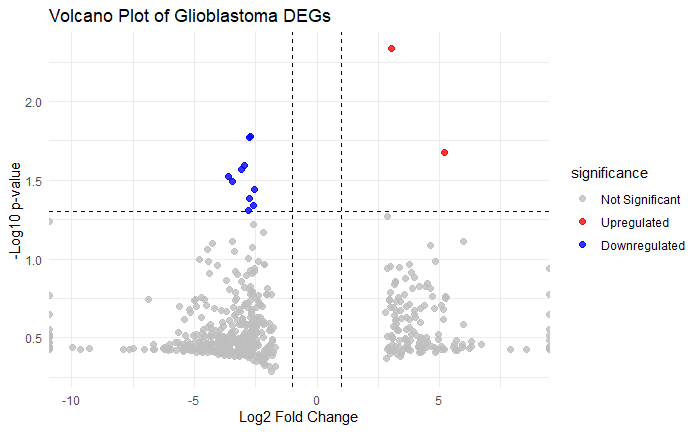 Volcano Plot of Glioblastoma DEGs
-Log10 p-value
2.0
1.5
1.0
0.5
-10
-5
0
5
Log2 Fold Change
significance
Not Significant
Upregulated
Downregulated